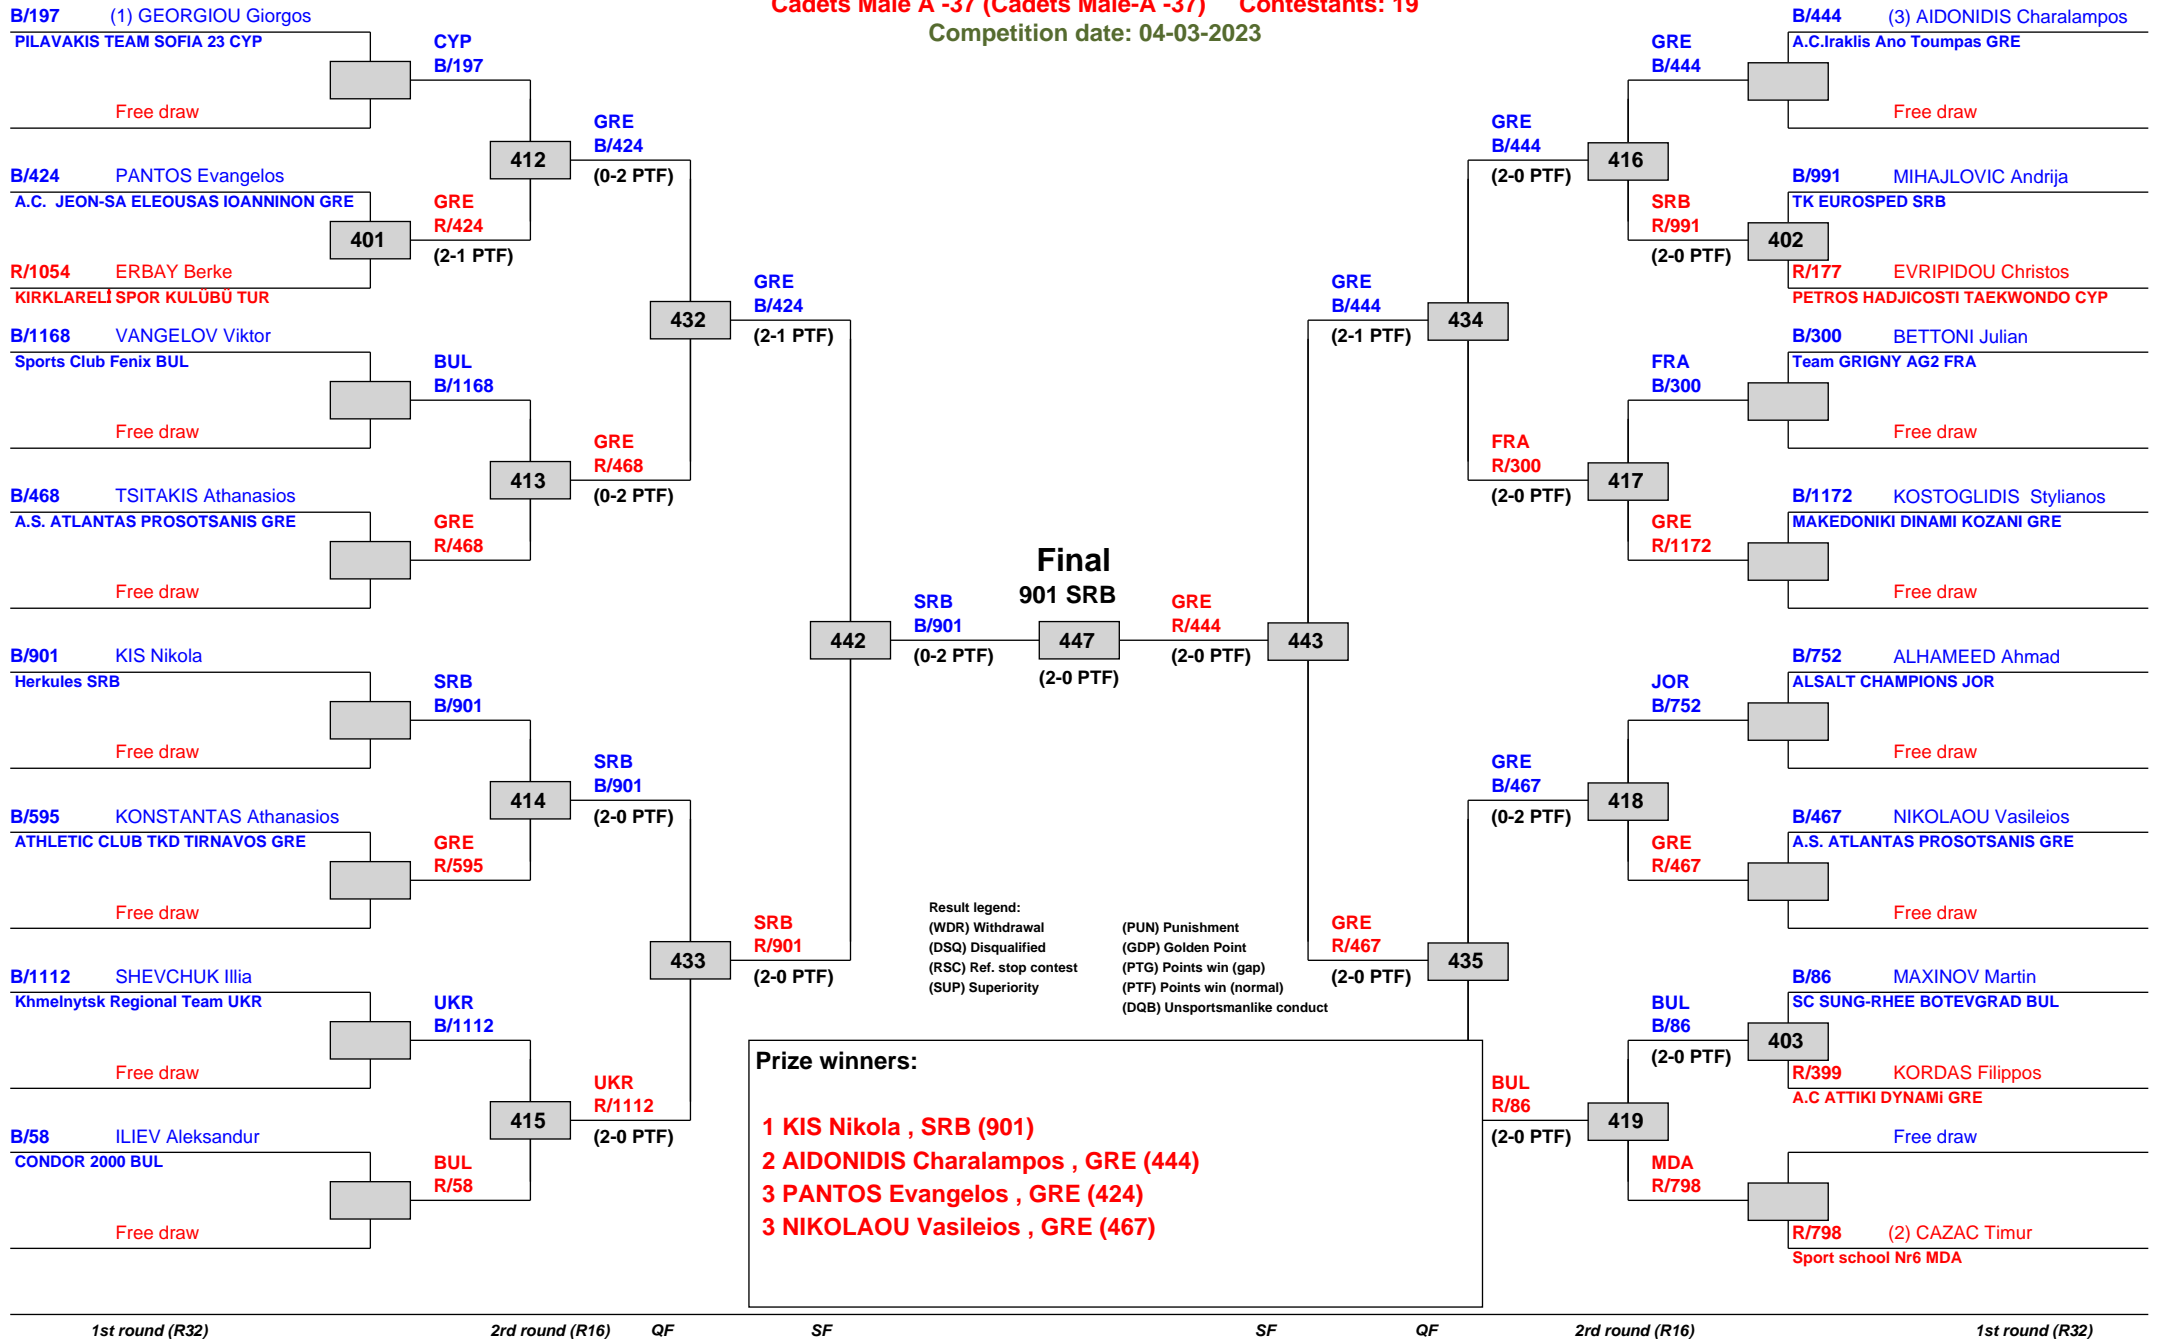 Cadets Male A -37 (Cadets Male-A -37) Contestants: 19
Competition date: 04-03-2023
B/197 (1) GEORGIOU Giorgos
PILAVAKIS TEAM SOFIA 23 CYP
Free draw
B/424 PANTOS Evangelos
A.C. JEON-SA ELEOUSAS IOANNINON GRE
401
R/1054 ERBAY Berke
KIRKLARELİ SPOR KULÜBÜ TUR
B/1168 VANGELOV Viktor
Sports Club Fenix BUL
Free draw
B/468 TSITAKIS Athanasios
A.S. ATLANTAS PROSOTSANIS GRE
Free draw
B/901 KIS Nikola
Herkules SRB
Free draw
B/595 KONSTANTAS Athanasios
ATHLETIC CLUB TKD TIRNAVOS GRE
Free draw
B/1112 SHEVCHUK Illia
Khmelnytsk Regional Team UKR
Free draw
B/58 ILIEV Aleksandur
CONDOR 2000 BUL
Free draw
CYP
B/197
412
GRE
R/424
(2-1 PTF)
BUL
B/1168
413
GRE
R/468
SRB
B/901
414
GRE
R/595
UKR
B/1112
415
BUL
R/58
GRE
B/424
(0-2 PTF)
432
GRE
R/468
(0-2 PTF)
SRB
B/901
(2-0 PTF)
433
UKR
R/1112
(2-0 PTF)
GRE
B/424
(2-1 PTF)
442
SRB
R/901
(2-0 PTF)
SRB
B/901
(0-2 PTF)
Final
901 SRB
447
(2-0 PTF)
GRE
R/444
(2-0 PTF)
443
GRE
B/444
(2-1 PTF)
GRE
R/467
(2-0 PTF)
434
435
GRE
B/444
(2-0 PTF)
FRA
R/300
(2-0 PTF)
GRE
B/467
(0-2 PTF)
BUL
R/86
(2-0 PTF)
416
417
418
419
GRE
B/444
SRB
R/991
(2-0 PTF)
FRA
B/300
GRE
R/1172
JOR
B/752
GRE
R/467
BUL
B/86
(2-0 PTF)
MDA
R/798
B/444 (3) AIDONIDIS Charalampos
A.C.Iraklis Ano Toumpas GRE
Free draw
B/991 MIHAJLOVIC Andrija
TK EUROSPED SRB
402
R/177 EVRIPIDOU Christos
PETROS HADJICOSTI TAEKWONDO CYP
B/300 BETTONI Julian
Team GRIGNY AG2 FRA
Free draw
B/1172 KOSTOGLIDIS Stylianos
MAKEDONIKI DINAMI KOZANI GRE
Free draw
B/752 ALHAMEED Ahmad
ALSALT CHAMPIONS JOR
Free draw
B/467 NIKOLAOU Vasileios
A.S. ATLANTAS PROSOTSANIS GRE
Free draw
B/86 MAXINOV Martin
SC SUNG-RHEE BOTEVGRAD BUL
403
R/399 KORDAS Filippos
A.C ATTIKI DYNAMi GRE
Free draw
R/798 (2) CAZAC Timur
Sport school Nr6 MDA
Result legend:
(WDR) Withdrawal (PUN) Punishment
(DSQ) Disqualified (GDP) Golden Point
(RSC) Ref. stop contest (PTG) Points win (gap)
(SUP) Superiority (PTF) Points win (normal)
(DQB) Unsportsmanlike conduct
Prize winners:
1 KIS Nikola , SRB (901)
2 AIDONIDIS Charalampos , GRE (444)
3 PANTOS Evangelos , GRE (424)
3 NIKOLAOU Vasileios , GRE (467)
1st round (R32) 2rd round (R16) QF SF SF QF 2rd round (R16) 1st round (R32)